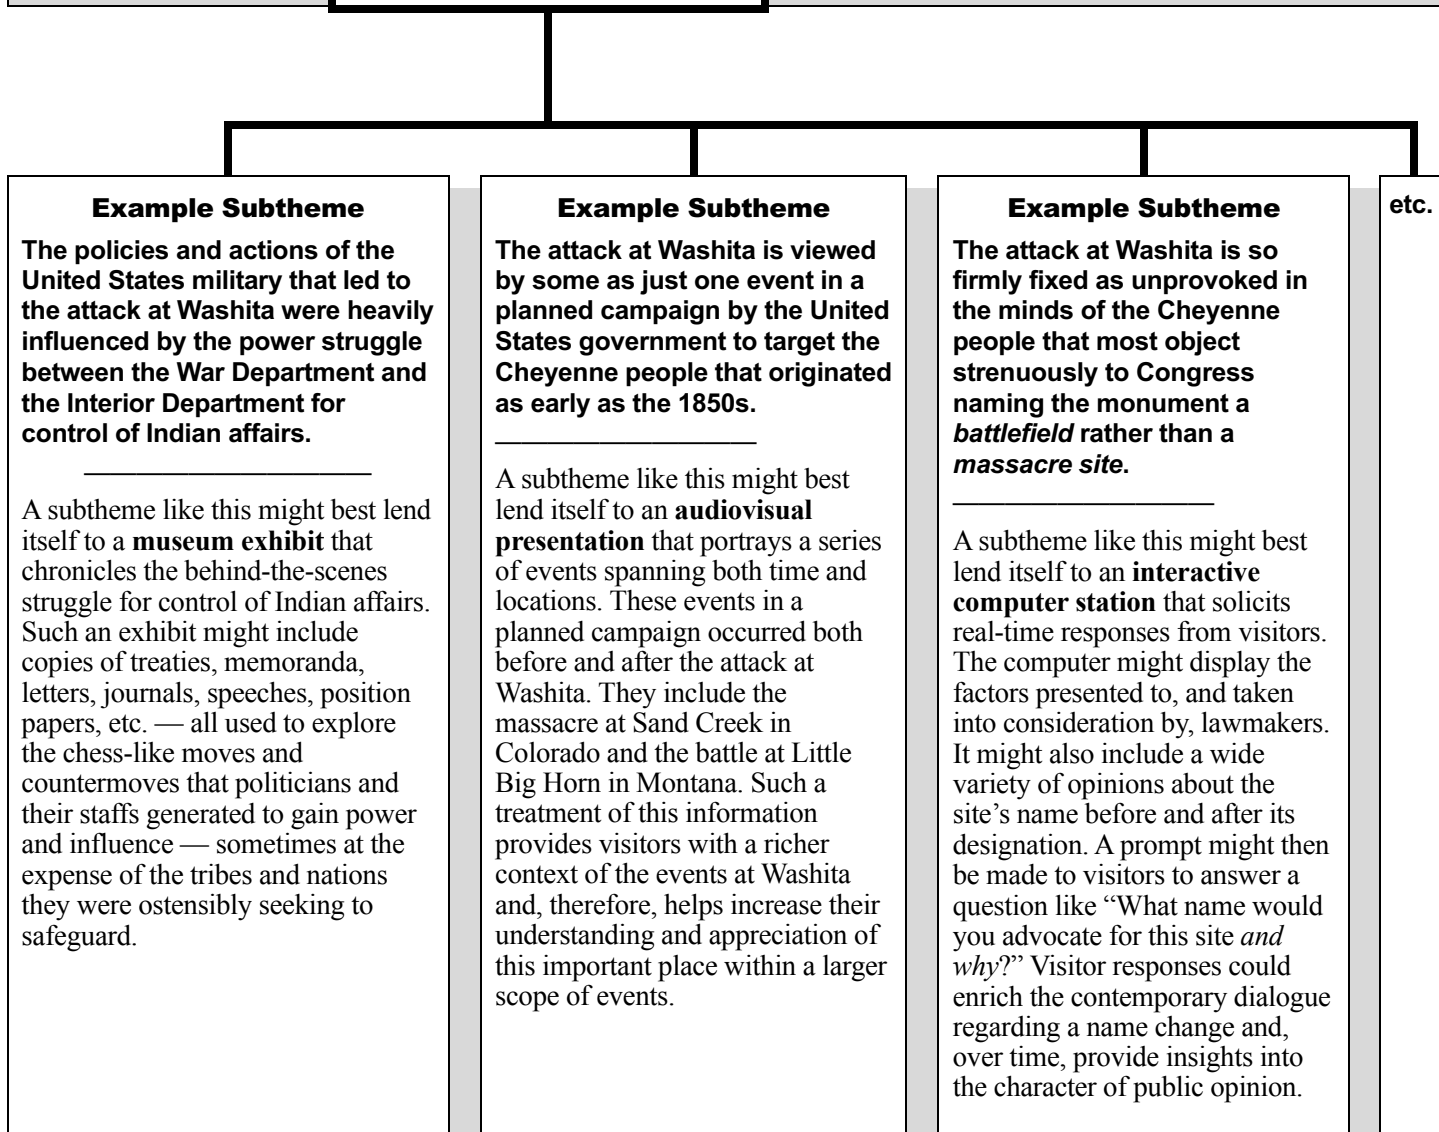 Example Subtheme
The policies and actions of the
United States military that led to
the attack at Washita were heavily
influenced by the power struggle
between the War Department and
the Interior Department for
control of Indian affairs.
A subtheme like this might best lend
itself to a museum exhibit that
chronicles the behind-the-scenes
struggle for control of Indian affairs.
Such an exhibit might include
copies of treaties, memoranda,
letters, journals, speeches, position
papers, etc. — all used to explore
the chess-like moves and
countermoves that politicians and
their staffs generated to gain power
and influence — sometimes at the
expense of the tribes and nations
they were ostensibly seeking to
safeguard.
Example Subtheme
The attack at Washita is viewed
by some as just one event in a
planned campaign by the United
States government to target the
Cheyenne people that originated
as early as the 1850s.
A subtheme like this might best
lend itself to an audiovisual
presentation that portrays a series
of events spanning both time and
locations. These events in a
planned campaign occurred both
before and after the attack at
Washita. They include the
massacre at Sand Creek in
Colorado and the battle at Little
Big Horn in Montana. Such a
treatment of this information
provides visitors with a richer
context of the events at Washita
and, therefore, helps increase their
understanding and appreciation of
this important place within a larger
scope of events.
Example Subtheme
The attack at Washita is so
firmly fixed as unprovoked in
the minds of the Cheyenne
people that most object
strenuously to Congress
naming the monument a
battlefield rather than a
massacre site.
A subtheme like this might best
lend itself to an interactive
computer station that solicits
real-time responses from visitors.
The computer might display the
factors presented to, and taken
into consideration by, lawmakers.
It might also include a wide
variety of opinions about the
site’s name before and after its
designation. A prompt might then
be made to visitors to answer a
question like “What name would
you advocate for this site and
why?” Visitor responses could
enrich the contemporary dialogue
regarding a name change and,
over time, provide insights into
the character of public opinion.
etc.